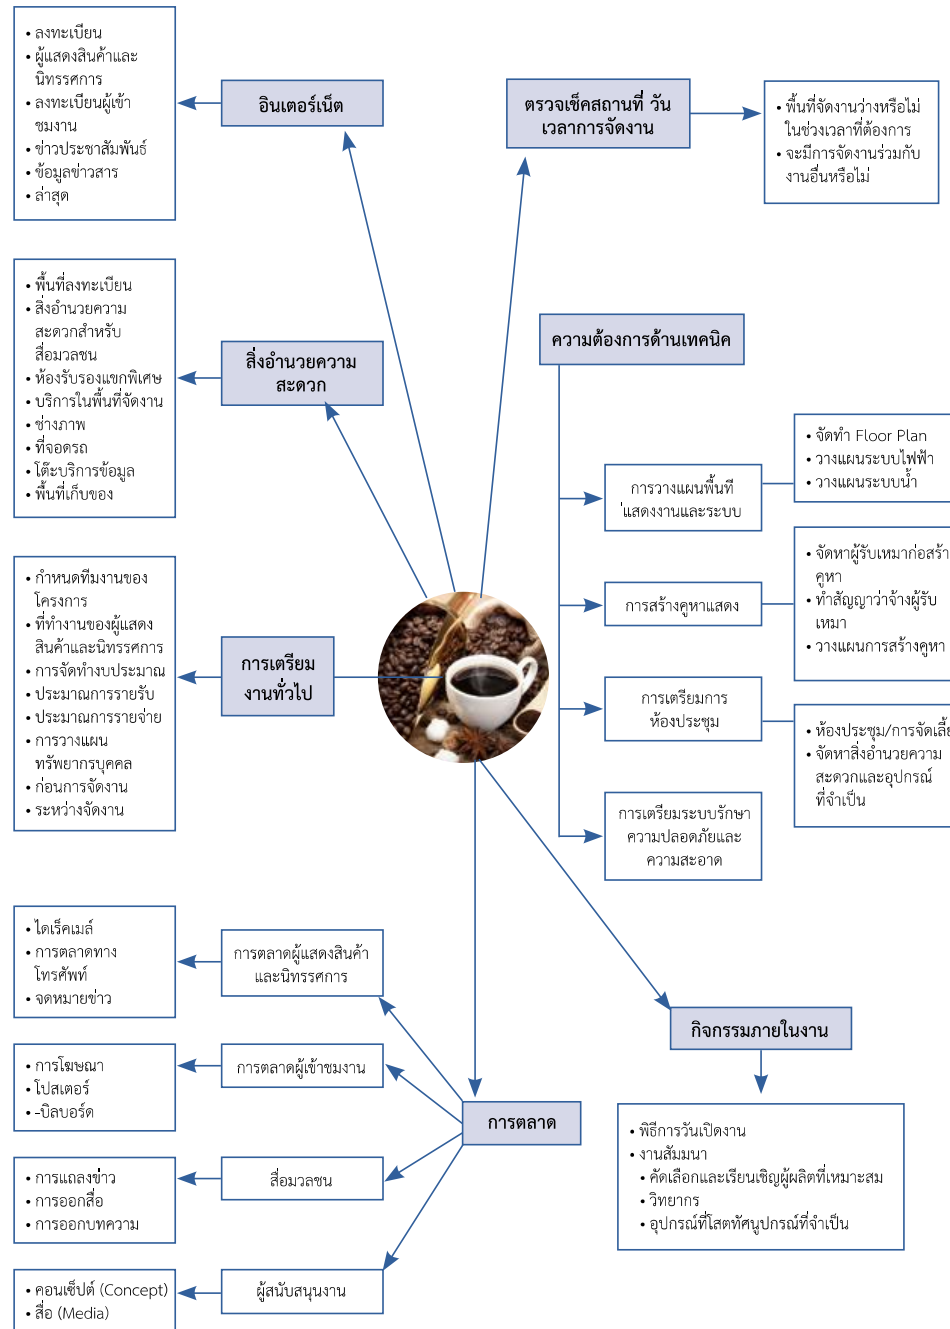 • ลงทะเบียน
• ผู้แสดงสินค้าและ
นิทรรศการ
• ลงทะเบียนผู้เข้า
ชมงาน
• ข่าวประชาสัมพันธ์
• ข้อมูลข่าวสาร
• ล่าสุด
อินเตอร์เน็ต
ตรวจเช็คสถานที่ วัน
เวลาการจัดงาน
• พื้นที่จัดงานว่างหรือไม่
ในช่วงเวลาที่ต้องการ
• จะมีการจัดงานร่วมกับ
งานอื่นหรือไม่
• พื้นที่ลงทะเบียน
• สิ่งอำนวยความ
สะดวกสำหรับ
สื่อมวลชน
• ห้องรับรองแขกพิเศษ
• บริการในพื้นที่จัดงาน
• ช่างภาพ
• ที่จอดรถ
• โต๊ะบริการข้อมูล
• พื้นที่เก็บของ
สิ่งอำนวยความ
สะดวก
ความต้องการด้านเทคนิค
การวางแผนพื้นที
่แสดงงานและระบบ
• จัดทำ Floor Plan
• วางแผนระบบไฟฟ้า
• วางแผนระบบน้ำ
การสร้างคูหาแสดง
• จัดหาผู้รับเหมาก่อสร้า
คูหา
• ทำสัญญาว่าจ้างผู้รับ
เหมา
• วางแผนการสร้างคูหา
การเตรียมการ
ห้องประชุม
• ห้องประชุม/การจัดเลี้ย
• จัดหาสิ่งอำนวยความ
สะดวกและอุปกรณ์
ที่จำเป็น
การเตรียมระบบรักษา
ความปลอดภัยและ
ความสะอาด
• กำหนดทีมงานของ
โครงการ
• ที่ทำงานของผู้แสดง
สินค้าและนิทรรศการ
• การจัดทำงบประมาณ
• ประมาณการรายรับ
• ประมาณการรายจ่าย
• การวางแผน
ทรัพยากรบุคคล
• ก่อนการจัดงาน
• ระหว่างจัดงาน
การเตรียม
งานทั่วไป
• ไดเร็คเมล์
• การตลาดทาง
โทรศัพท์
• จดหมายข่าว
การตลาดผู้แสดงสินค้า
และนิทรรศการ
• การโฆษณา
• โปสเตอร์
• -บิลบอร์ด
การตลาดผู้เข้าชมงาน
การตลาด
• การแถลงข่าว
• การออกสื่อ
• การออกบทความ
สื่อมวลชน
• คอนเซ็ปต์ (Concept)
• สื่อ (Media)
ผู้สนับสนุนงาน
กิจกรรมภายในงาน
• พิธีการวันเปิดงาน
• งานสัมมนา
• คัดเลือกและเรียนเชิญผู้ผลิตที่เหมาะสม
• วิทยากร
• อุปกรณ์ที่โสตทัศนูปกรณ์ที่จำเป็น